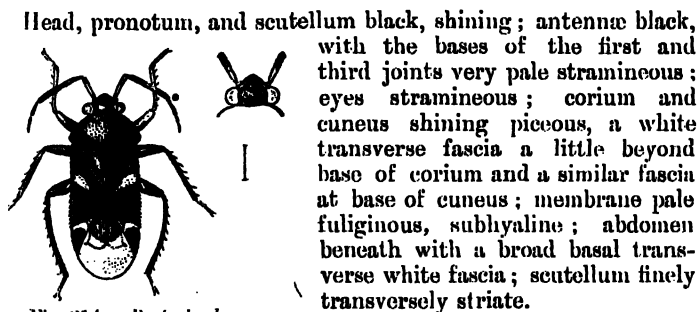 Head, pronotum, and scutellum black, shining; antennæ black,
with the bases of the first and
third joints very pale stramineous;
eyes stramineous; corium and
cuneus shining piceous, a white
transverse fascia a little beyond
base of corium and a similar fascia
at base of cuneus; membrane pale
fuliginous, subhyaline; abdomen
beneath with a broad basal trans-
verse white fascia; scutellum finely
transversely striate.